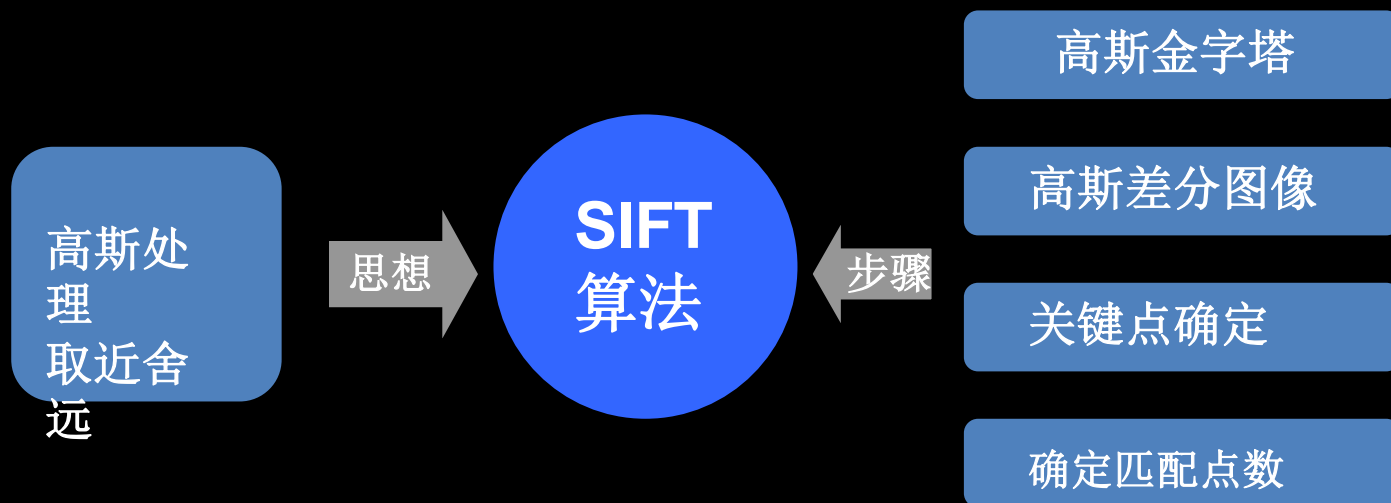 高斯处
理
取近舍
远
思想
SIFT
算法
步骤
高斯金字塔
高斯差分图像
关键点确定
确定匹配点数